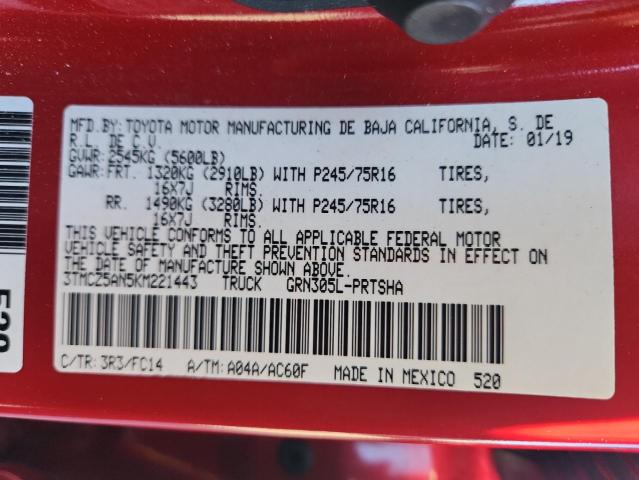 MFD.BY: TOYOTA MOTOR MANUFACTURING DE BAJA CALIFORNIA, S. DE
R.L. DE C.V. DATE: 01/19
GVWR: 2545KG (5600LB)
GAWR: FRT. 1320KG (2910LB) WITH P245/75R16 TIRES,
16X7J RIMS.
RR. 1490KG (3280LB) WITH P245/75R16 TIRES,
16X7J RIMS.
THIS VEHICLE CONFORMS TO ALL APPLICABLE FEDERAL MOTOR
VEHICLE SAFETY AND THEFT PREVENTION STANDARDS IN EFFECT ON
THE DATE OF MANUFACTURE SHOWN ABOVE.
3TMCZ5AN5KM221443 TRUCK GRN305L-PRTSHA
C/TR: 3R3/FC14 A/TM: A04A/AC60F MADE IN MEXICO 520